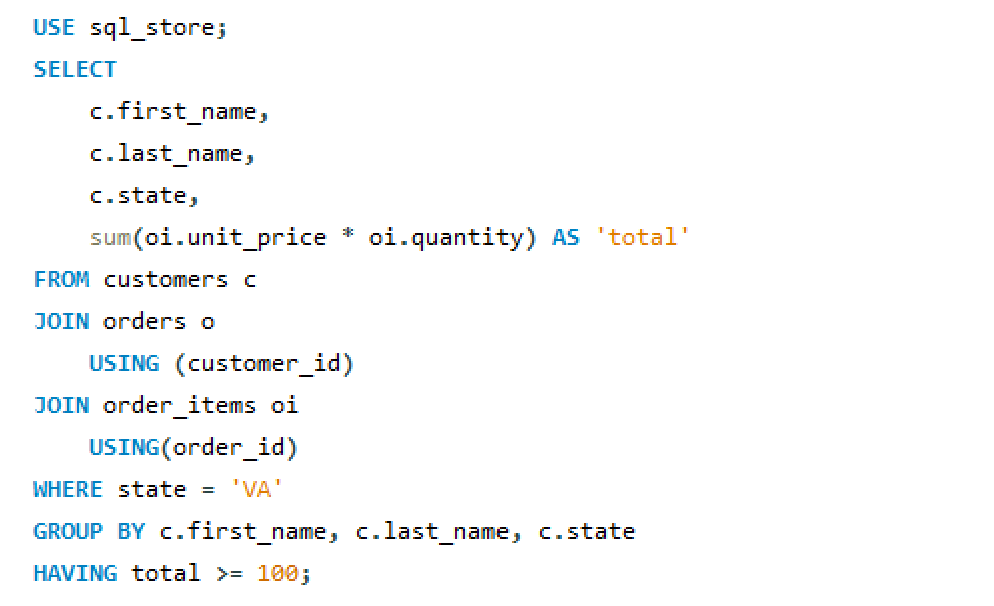 USE sql_store;
SELECT
    c.first_name,
    c.last_name,
    c.state,
    sum(oi.unit_price * oi.quantity) AS 'total'
FROM customers c
JOIN orders o
    USING (customer_id)
JOIN order_items oi
    USING(order_id)
WHERE state = 'VA'
GROUP BY c.first_name, c.last_name, c.state
HAVING total >= 100;